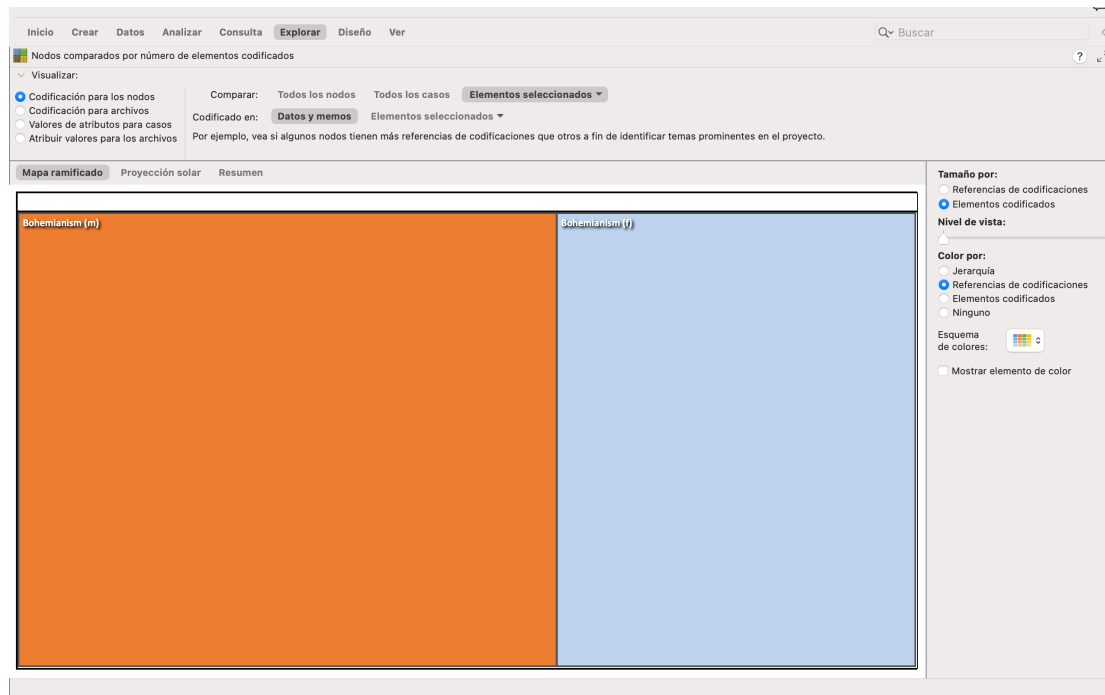 Inicio Crear Datos Analizar Consulta Explorar Diseño Ver Buscar
Nodos comparados por número de elementos codificados ?
Visualizar:
Codificación para los nodos
Codificación para archivos
Valores de atributos para casos
Atribuir valores para los archivos
Comparar: Todos los nodos Todos los casos Elementos seleccionados
Codificado en: Datos y memos Elementos seleccionados
Por ejemplo, vea si algunos nodos tienen más referencias de codificaciones que otros a fin de identificar temas prominentes en el proyecto.
Mapa ramificado Proyección solar Resumen
Bohemianism (m)
Bohemianism (f)
Tamaño por:
Referencias de codificaciones
Elementos codificados
Nivel de vista:
Color por:
Jerarquía
Referencias de codificaciones
Elementos codificados
Ninguno
Esquema
de colores:
Mostrar elemento de color